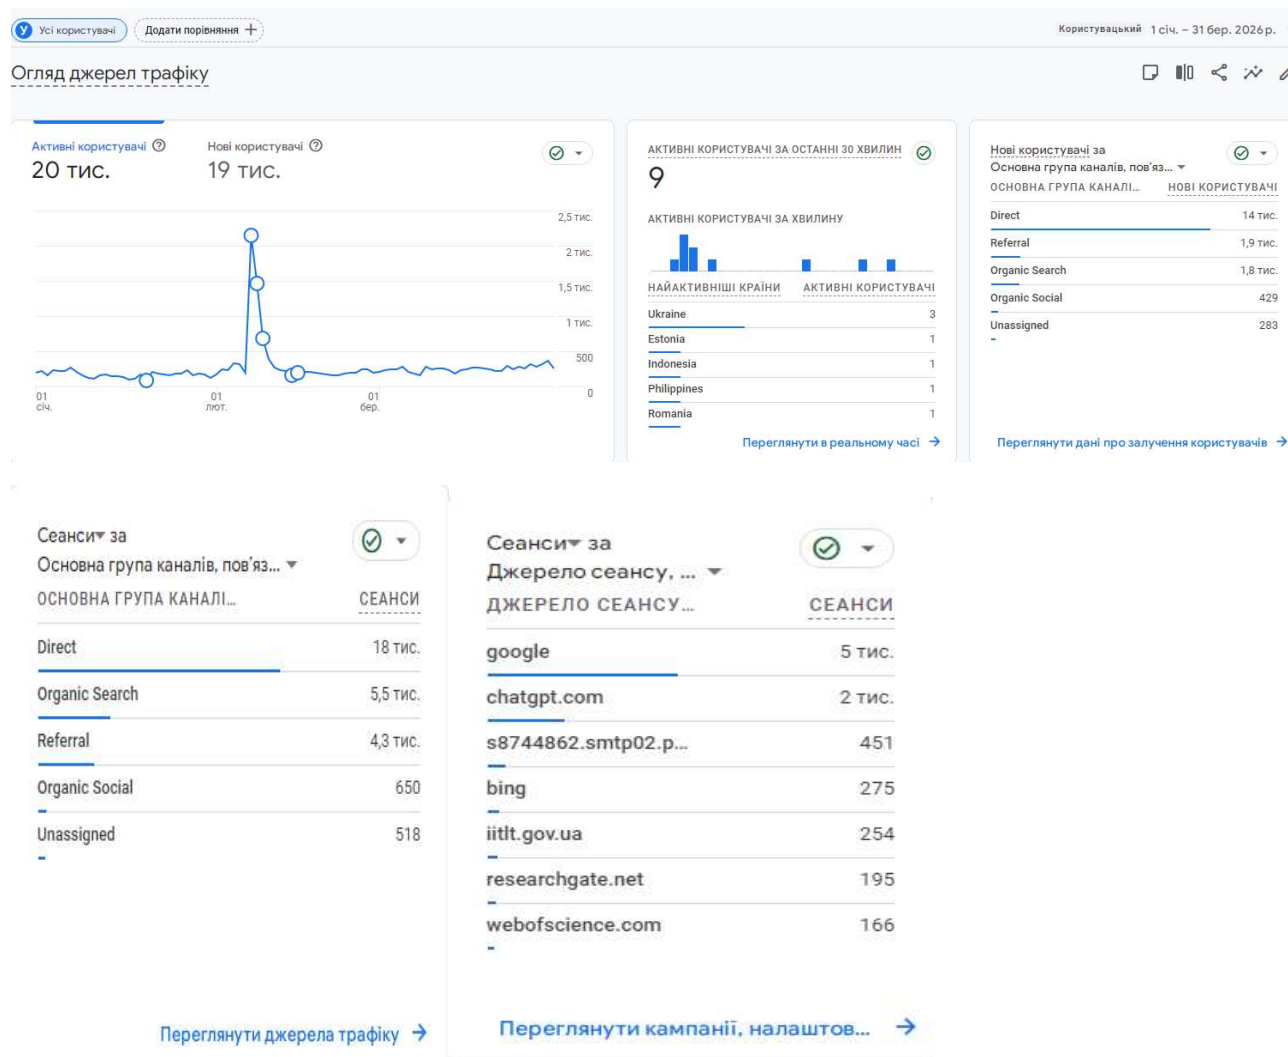 У Усі користувачі Додати порівняння + Користувацький 1 січ. – 31 бер. 2026 р.
Огляд джерел трафіку
Активні користувачі
20 тис.
Нові користувачі
19 тис.
2,5 тис.
2 тис.
1,5 тис.
1 тис.
500
0
01
січ.
01
лют.
01
бер.
АКТИВНІ КОРИСТУВАЧІ ЗА ОСТАННІ 30 ХВИЛИН
9
АКТИВНІ КОРИСТУВАЧІ ЗА ХВИЛИНУ
НАЙАКТИВНІШІ КРАЇНИ АКТИВНІ КОРИСТУВАЧІ
Ukraine 3
Estonia 1
Indonesia 1
Philippines 1
Romania 1
Переглянути в реальному часі →
Нові користувачі за
Основна група каналів, пов'яз...
ОСНОВНА ГРУПА КАНАЛІ... НОВІ КОРИСТУВАЧІ
Direct 14 тис.
Referral 1,9 тис.
Organic Search 1,8 тис.
Organic Social 429
Unassigned 283
Переглянути дані про залучення користувачів →
Сеанси за
Основна група каналів, пов'яз...
ОСНОВНА ГРУПА КАНАЛІ... СЕАНСИ
Direct 18 тис.
Organic Search 5,5 тис.
Referral 4,3 тис.
Organic Social 650
Unassigned 518
Переглянути джерела трафіку →
Сеанси за
Джерело сеансу, ...
ДЖЕРЕЛО СЕАНСУ... СЕАНСИ
google 5 тис.
chatgpt.com 2 тис.
s8744862.smtp02.p... 451
bing 275
iitlt.gov.ua 254
researchgate.net 195
webofscience.com 166
Переглянути кампанії, налаштов... →